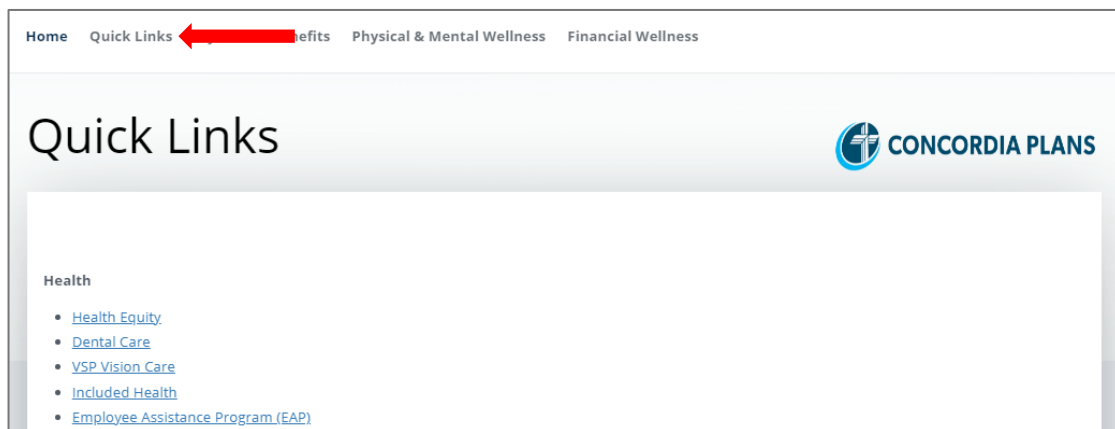 Home Quick Links Physical & Mental Wellness Financial Wellness
Quick Links
CONCORDIA PLANS
Health
Health Equity
Dental Care
VSP Vision Care
Included Health
Employee Assistance Program (EAP)